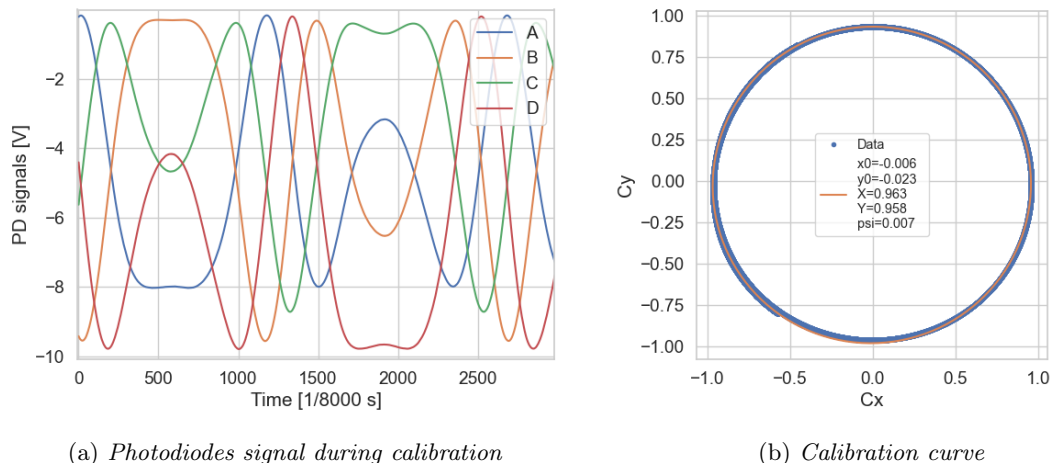 PD signals [V]
−2
−4
−6
−8
−10
0
500
1000
1500
2000
2500
Time [1/8000 s]
A
B
C
D
(a) Photodiodes signal during calibration
Cy
1.00
0.75
0.50
0.25
0.00
−0.25
−0.50
−0.75
−1.00
−1.0
−0.5
0.0
0.5
1.0
Cx
Data
x0=-0.006
y0=-0.023
X=0.963
Y=0.958
psi=0.007
(b) Calibration curve